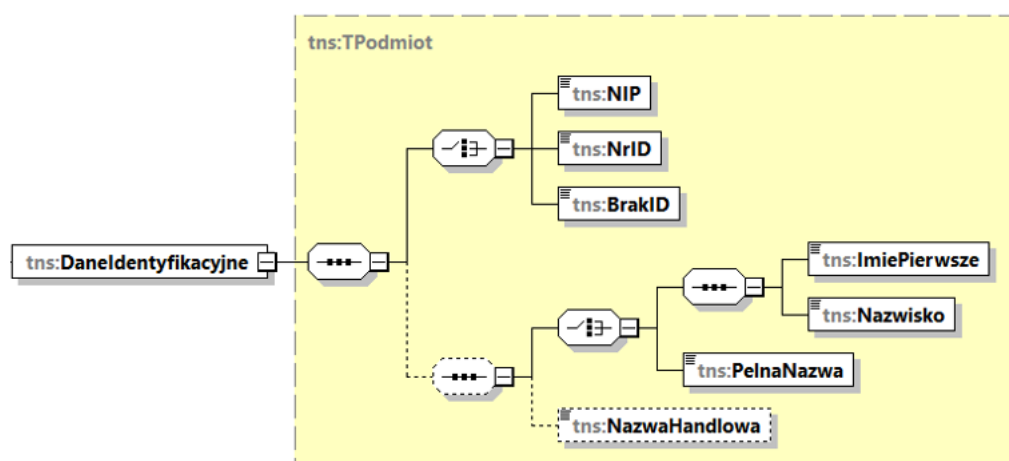 tns:TPodmiot
tns:NIP
tns:NrID
tns:BrakID
tns:DaneIdentyfikacyjne
tns:ImiePierwsze
tns:Nazwisko
tns:PelnaNazwa
tns:NazwaHandlowa